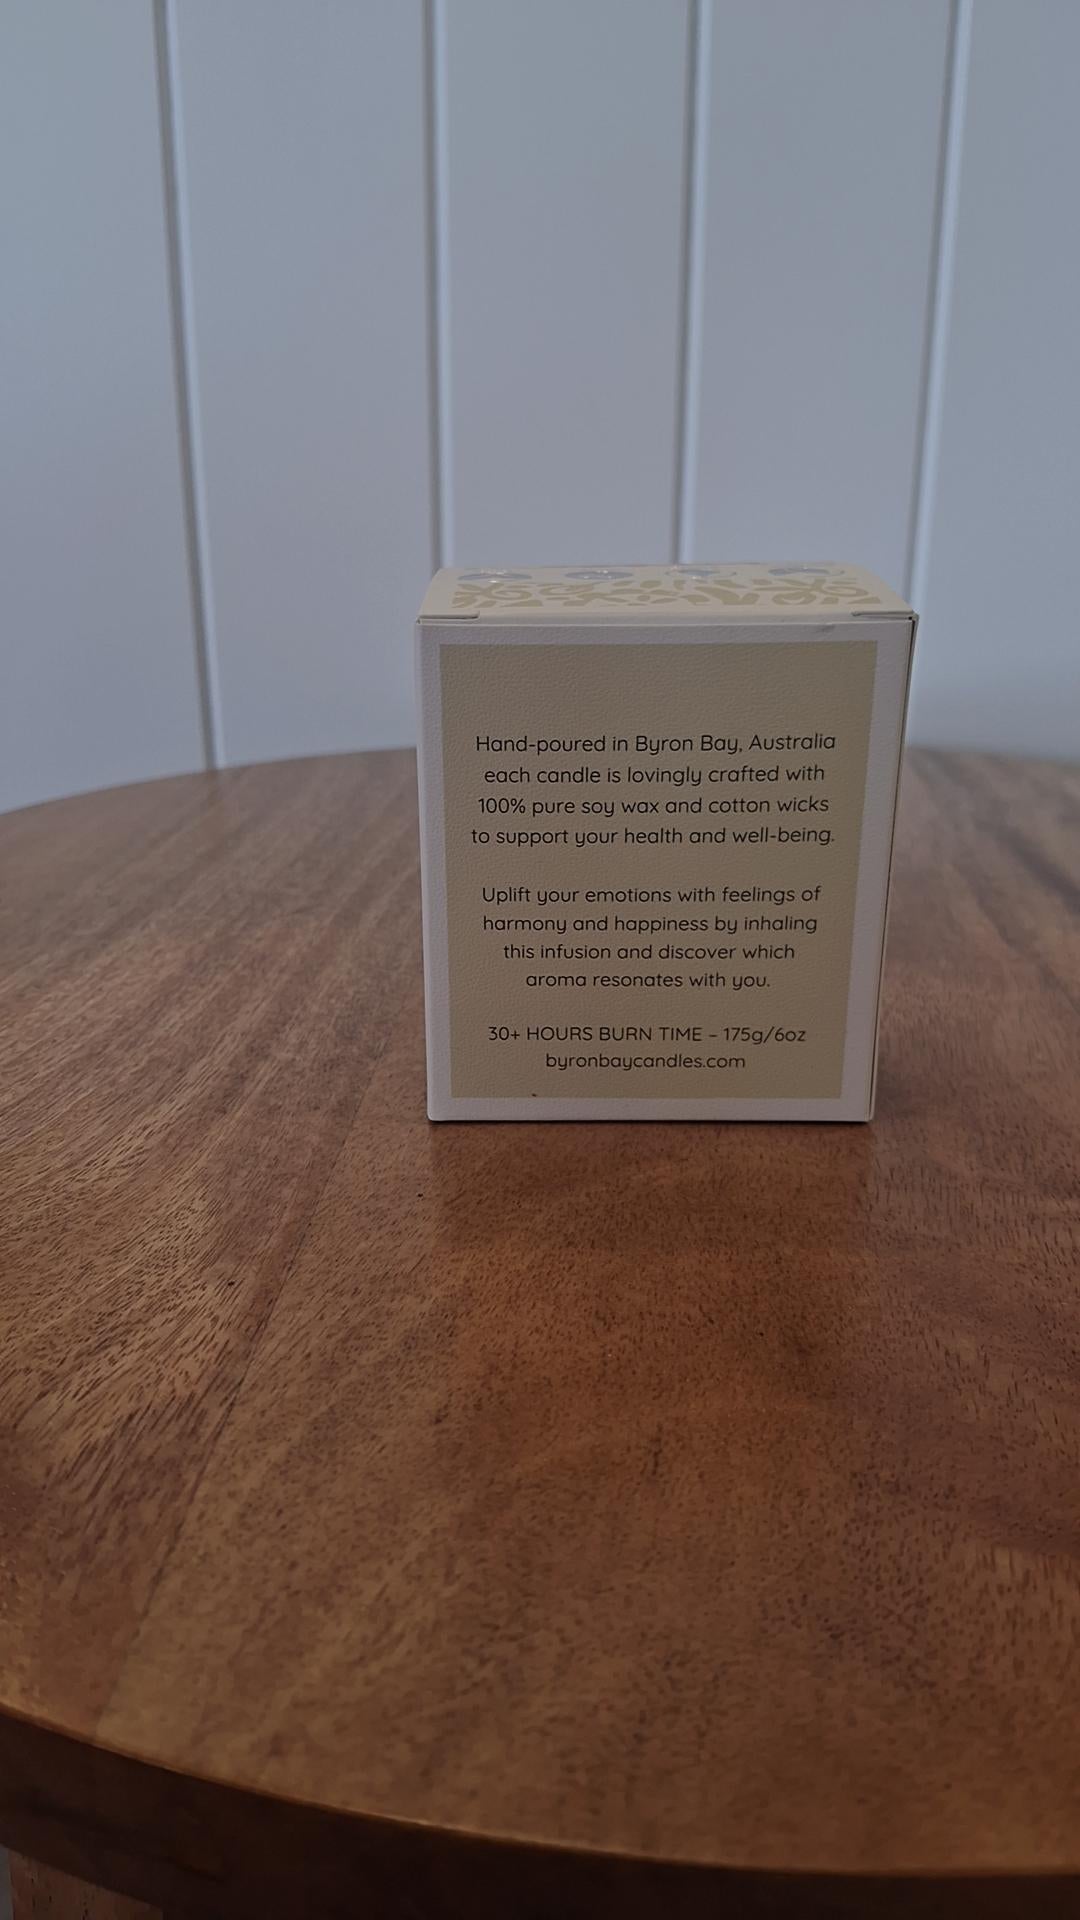 Hand-poured in Byron Bay, Australia
each candle is lovingly crafted with
100% pure soy wax and cotton wicks
to support your health and well-being.
Uplift your emotions with feelings of
harmony and happiness by inhaling
this infusion and discover which
aroma resonates with you.
30+ HOURS BURN TIME – 175g/6oz
byronbaycandles.com